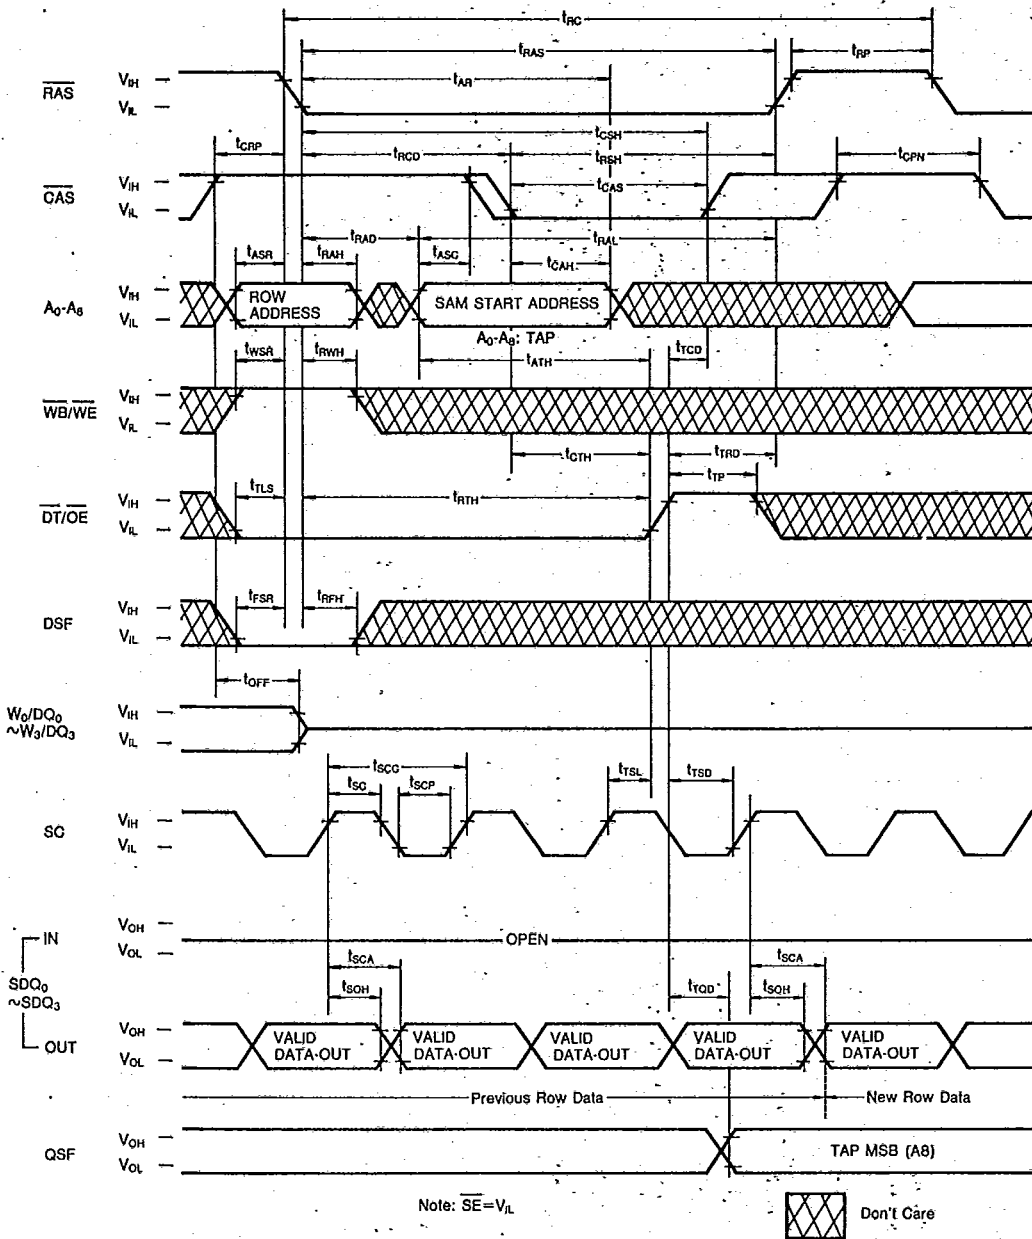 tRC
tRAS
tRP
tAR
RAS
VIH
VIL
tCSH
tCRP
tRCD
tRSH
tCPN
tCAS
CAS
VIH
VIL
tRAD
tRAL
tASR
tRAH
tASC
tCAH
A0-A8
VIH
VIL
ROW
ADDRESS
SAM START ADDRESS
A0-A8: TAP
tWSR
tRWH
tATH
tTCD
WB/WE
VIH
VIL
tCTH
tTRD
tTP
tTLS
tRTH
DT/OE
VIH
VIL
tFSR
tRFH
DSF
VIH
VIL
tOFF
W0/DQ0
~W3/DQ3
VIH
VIL
tSCC
tSC
tSCP
tTSL
tTSD
SC
VIH
VIL
IN
VOH
VOL
OPEN
tSCA
tSCA
SDQ0
~SDQ3
tSOH
tTQD
tSOH
OUT
VOH
VOL
VALID
DATA-OUT
VALID
DATA-OUT
VALID
DATA-OUT
VALID
DATA-OUT
VALID
DATA-OUT
Previous Row Data
New Row Data
QSF
VOH
VOL
TAP MSB (A8)
Note: SE=VIL
Don't Care